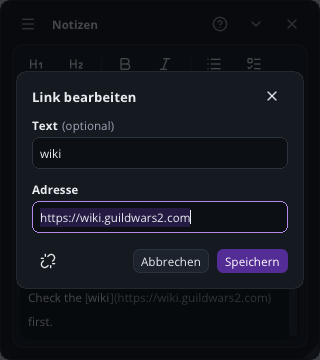 Notizen
H1 H2 B I
Link bearbeiten
Text (optional)
wiki
Adresse
https://wiki.guildwars2.com
Abbrechen Speichern
Check the [wiki](https://wiki.guildwars2.com)
first.